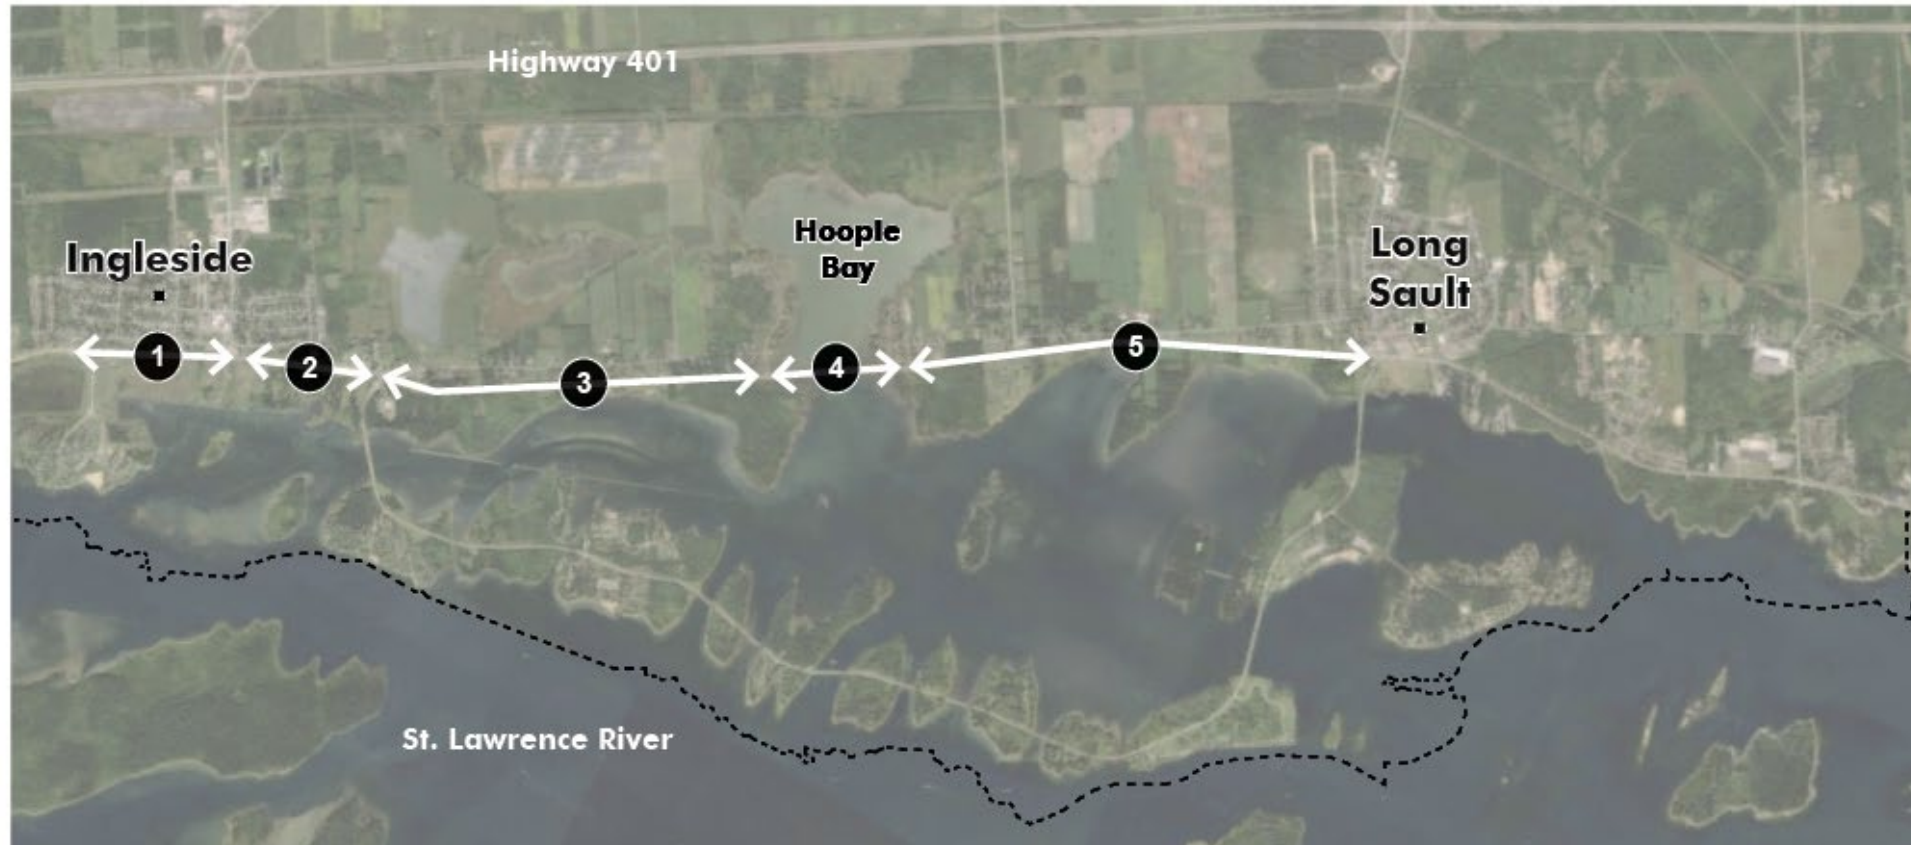 Highway 401
Ingleside
Hoople
Bay
Long
Sault
1
2
3
4
5
St. Lawrence River